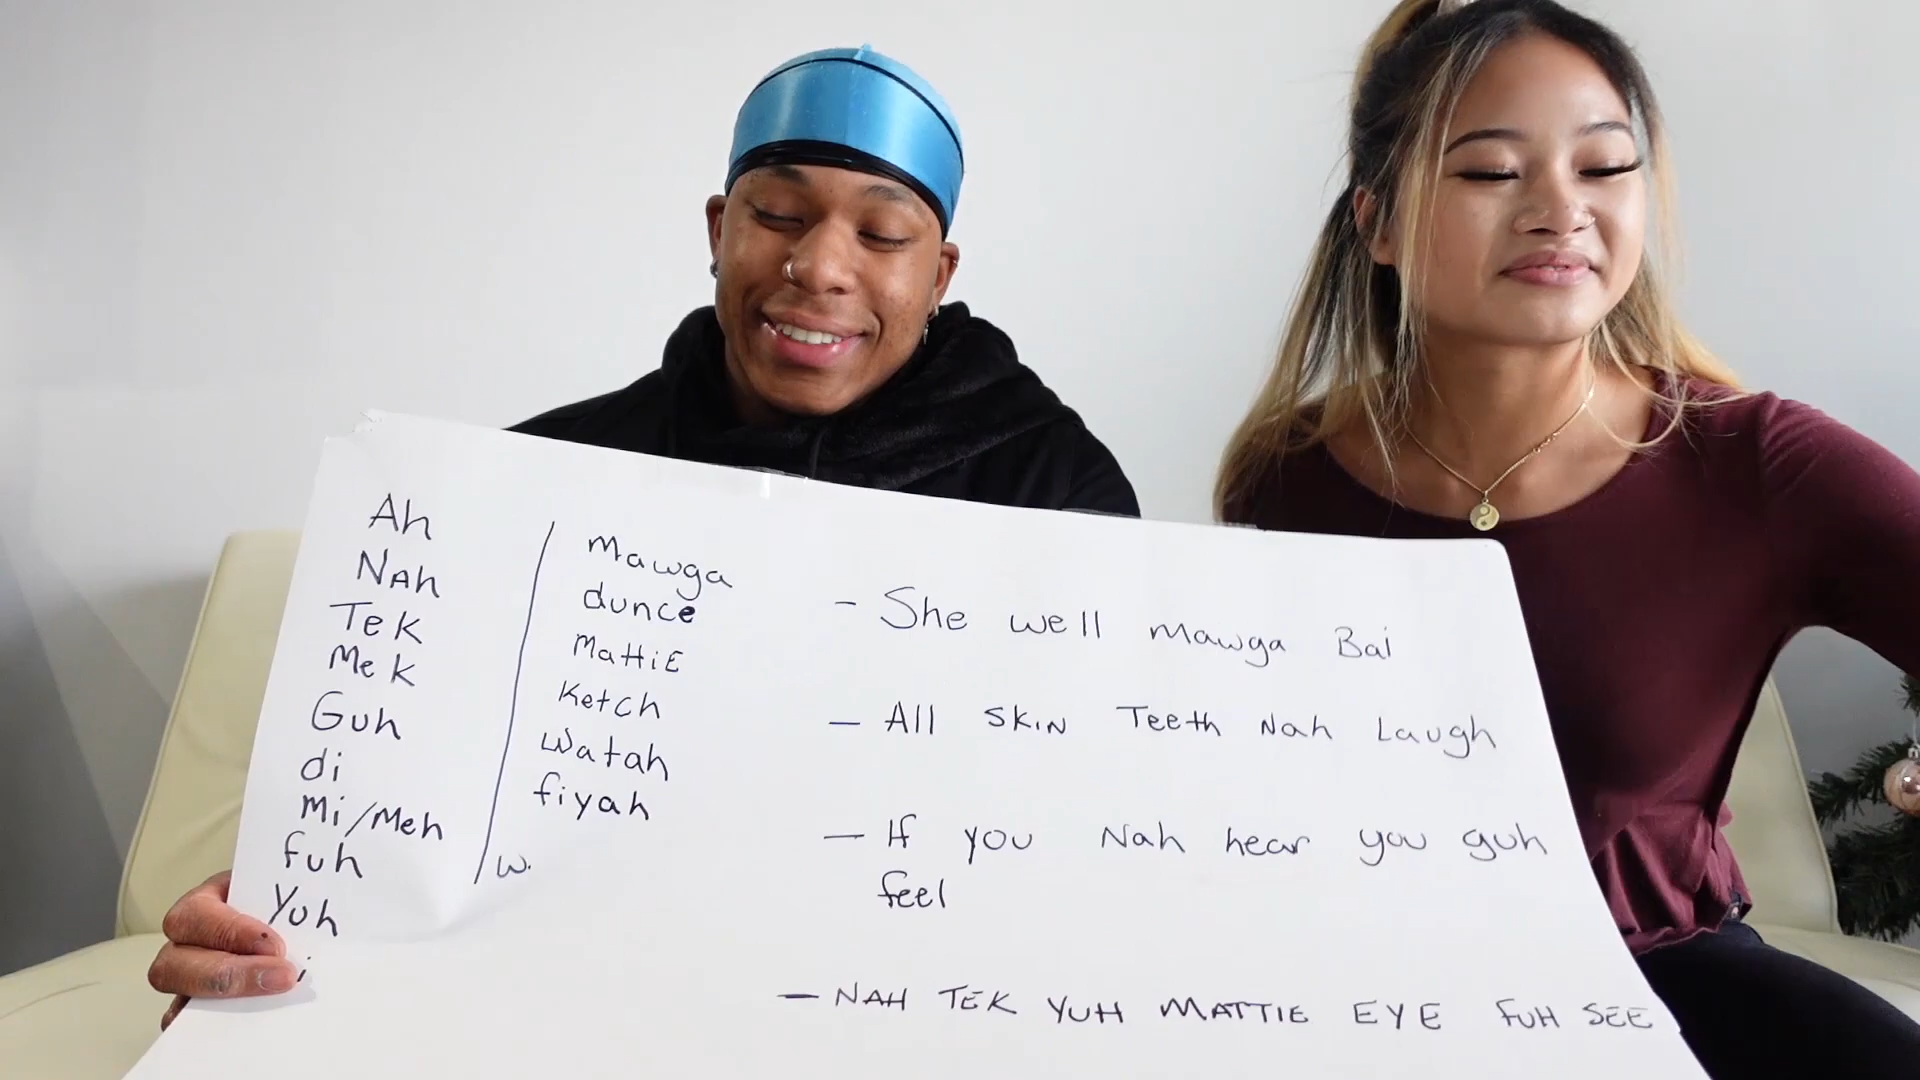 Ah
NAh
TeK
MeK
Guh
di
Mi/Meh
fuh
Yuh
Mawga
dunce
MattiE
Ketch
Watah
fiyah
W.
- She well Mawga Bai
- All SKIN Teeth Nah Laugh
- If you Nah hear you guh
feel
- NAH TEK YUH MATTIE EYE FUH SEE